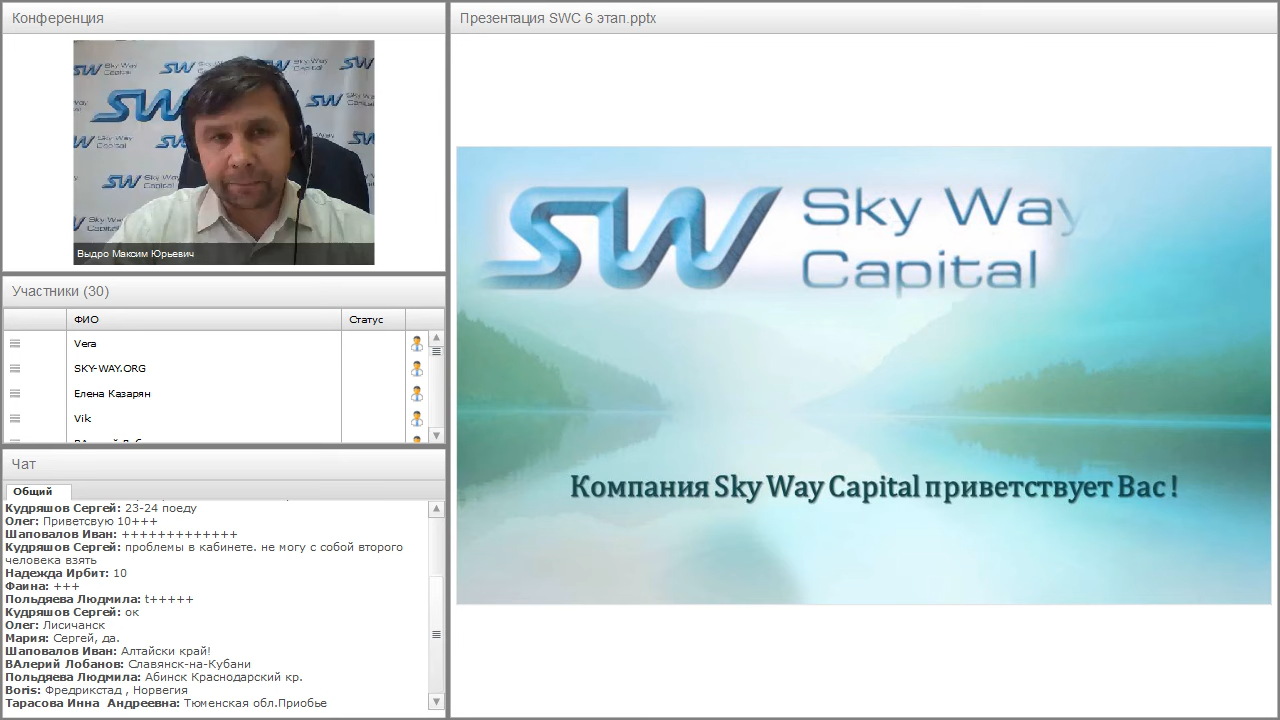 Конференция
SW Sky Way Capital
Выдро Максим Юрьевич
Участники (30)
ФИО Статус
Vera
SKY-WAY.ORG
Елена Казарян
Vik
Чат
Общий
Кудряшов Сергей: 23-24 поеду
Олег: Приветсвую 10+++
Шаповалов Иван: +++++++++++++
Кудряшов Сергей: проблемы в кабинете. не могу с собой второго
человека взять
Надежда Ирбит: 10
Фаина: +++
Польдяева Людмила: t+++++
Кудряшов Сергей: ок
Олег: Лисичанск
Мария: Сергей, да.
Шаповалов Иван: Алтайски край!
ВАлерий Лобанов: Славянск-на-Кубани
Польдяева Людмила: Абинск Краснодарский кр.
Boris: Фредрикстад , Норвегия
Тарасова Инна Андреевна: Тюменская обл.Приобье
Презентация SWC 6 этап.pptx
SW Sky Way
Capital
Компания Sky Way Capital приветствует Вас !